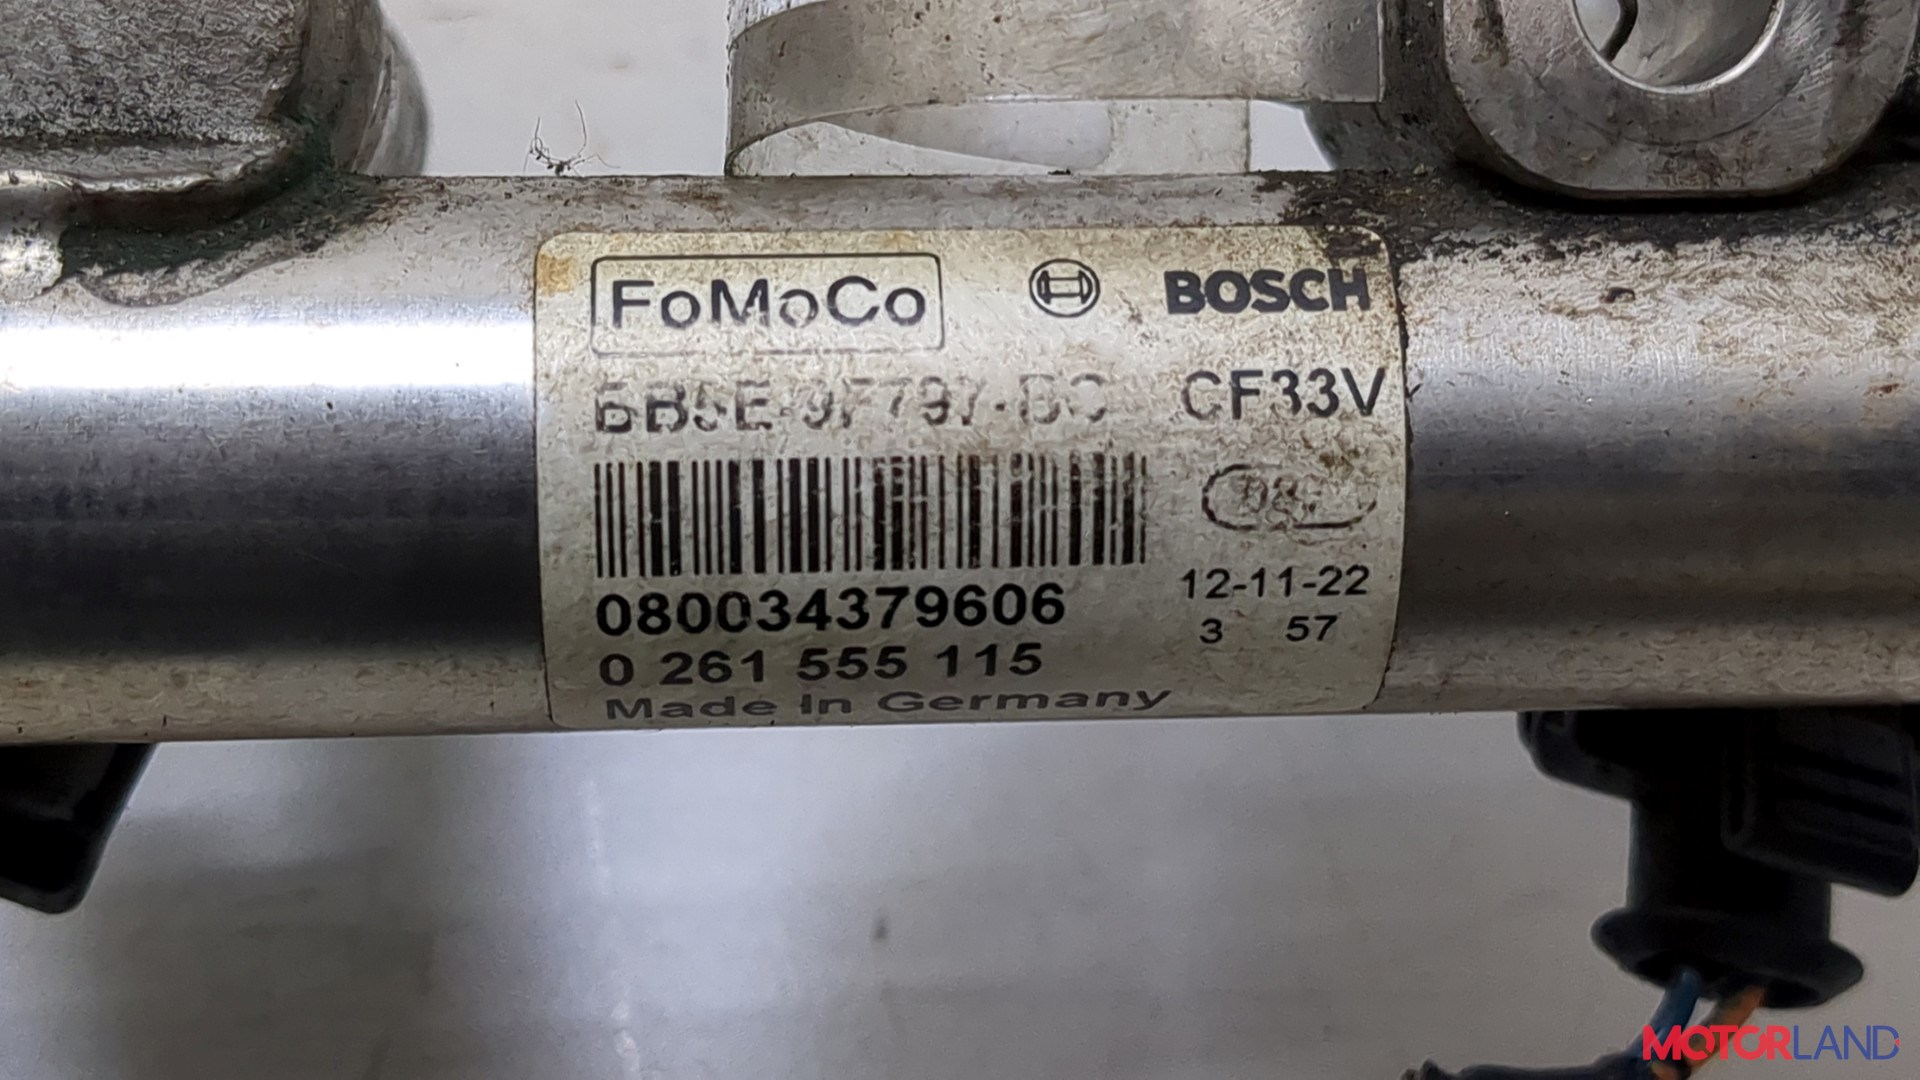 FoMoCo
BOSCH
CF33V
080034379606
12-11-22
3 57
0 261 555 115
Made in Germany
MOTORLAND